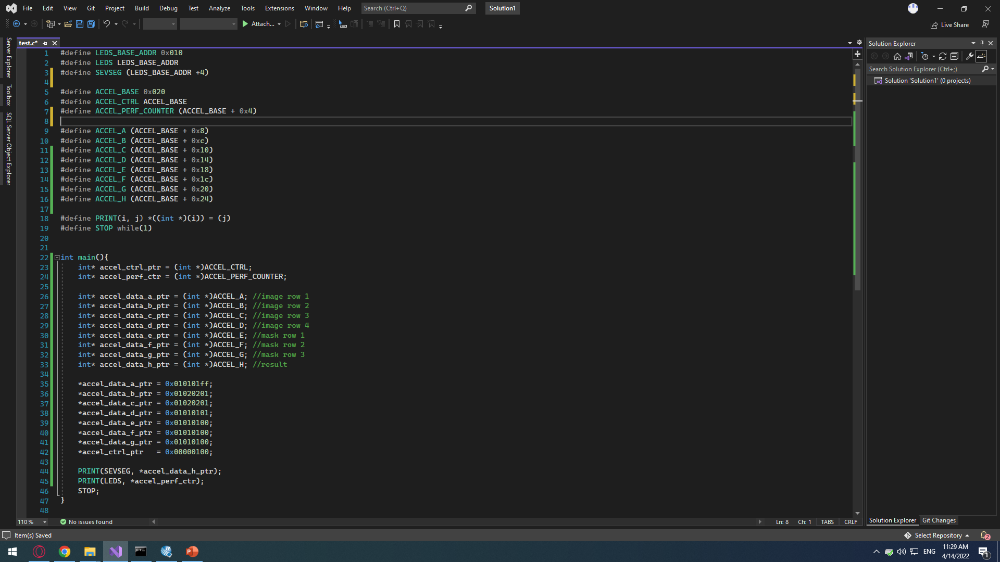 File Edit View Git Project Build Debug Test Analyze Tools Extensions Window Help Search (Ctrl+Q) Solution1
Attach... Live Share
Server Explorer
Toolbox
SQL Server Object Explorer
test.c*
1 #define LEDS_BASE_ADDR 0x010
2 #define LEDS LEDS_BASE_ADDR
3 #define SEVSEG (LEDS_BASE_ADDR +4)
4
5 #define ACCEL_BASE 0x020
6 #define ACCEL_CTRL ACCEL_BASE
7 #define ACCEL_PERF_COUNTER (ACCEL_BASE + 0x4)
8
9 #define ACCEL_A (ACCEL_BASE + 0x8)
10 #define ACCEL_B (ACCEL_BASE + 0xc)
11 #define ACCEL_C (ACCEL_BASE + 0x10)
12 #define ACCEL_D (ACCEL_BASE + 0x14)
13 #define ACCEL_E (ACCEL_BASE + 0x18)
14 #define ACCEL_F (ACCEL_BASE + 0x1c)
15 #define ACCEL_G (ACCEL_BASE + 0x20)
16 #define ACCEL_H (ACCEL_BASE + 0x24)
17
18 #define PRINT(i, j) *((int *)(i)) = (j)
19 #define STOP while(1)
20
21
22 int main(){
23 int* accel_ctrl_ptr = (int *)ACCEL_CTRL;
24 int* accel_perf_ctr = (int *)ACCEL_PERF_COUNTER;
25
26 int* accel_data_a_ptr = (int *)ACCEL_A; //image row 1
27 int* accel_data_b_ptr = (int *)ACCEL_B; //image row 2
28 int* accel_data_c_ptr = (int *)ACCEL_C; //image row 3
29 int* accel_data_d_ptr = (int *)ACCEL_D; //image row 4
30 int* accel_data_e_ptr = (int *)ACCEL_E; //mask row 1
31 int* accel_data_f_ptr = (int *)ACCEL_F; //mask row 2
32 int* accel_data_g_ptr = (int *)ACCEL_G; //mask row 3
33 int* accel_data_h_ptr = (int *)ACCEL_H; //result
34
35 *accel_data_a_ptr = 0x010101ff;
36 *accel_data_b_ptr = 0x01020201;
37 *accel_data_c_ptr = 0x01020201;
38 *accel_data_d_ptr = 0x01010101;
39 *accel_data_e_ptr = 0x01010100;
40 *accel_data_f_ptr = 0x01010100;
41 *accel_data_g_ptr = 0x01010100;
42 *accel_ctrl_ptr   = 0x00000100;
43
44 PRINT(SEVSEG, *accel_data_h_ptr);
45 PRINT(LEDS, *accel_perf_ctr);
46 STOP;
47 }
48
110 % No issues found Ln: 8 Ch: 1 TABS CRLF
Solution Explorer
Search Solution Explorer (Ctrl+;)
Solution 'Solution1' (0 projects)
Solution Explorer Git Changes
Item(s) Saved Select Repository 2
ENG 11:29 AM
4/14/2022 1